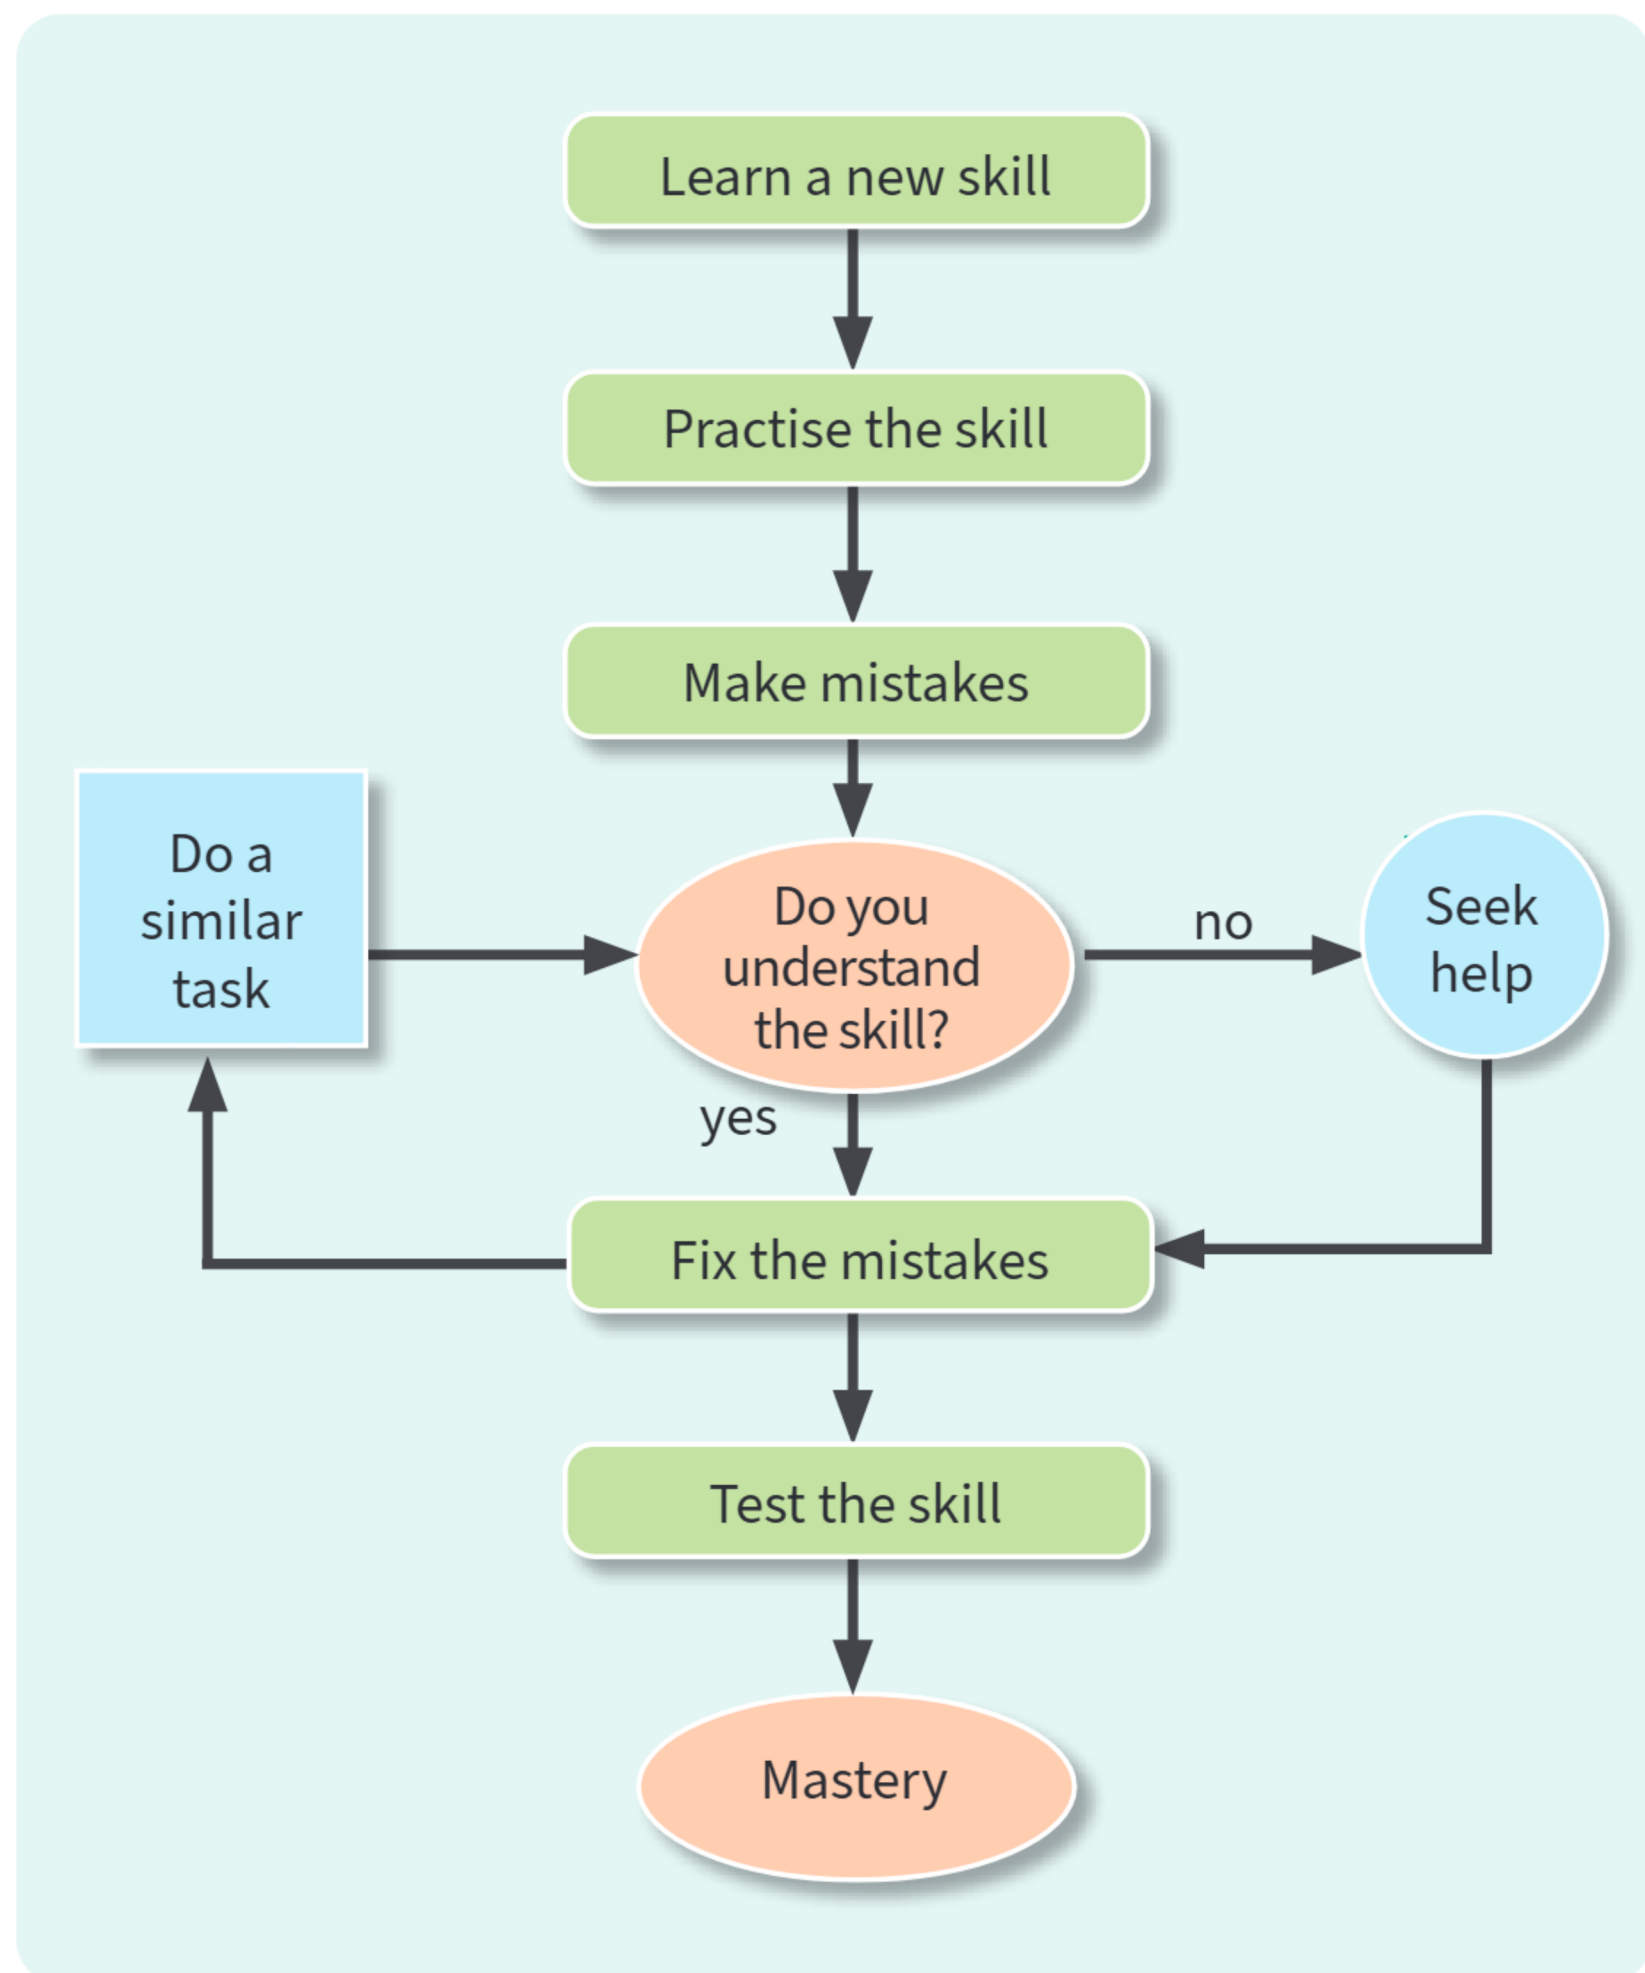 Learn a new skill
Practise the skill
Make mistakes
Do a
similar
task
Do you
understand
the skill?
no
Seek
help
yes
Fix the mistakes
Test the skill
Mastery